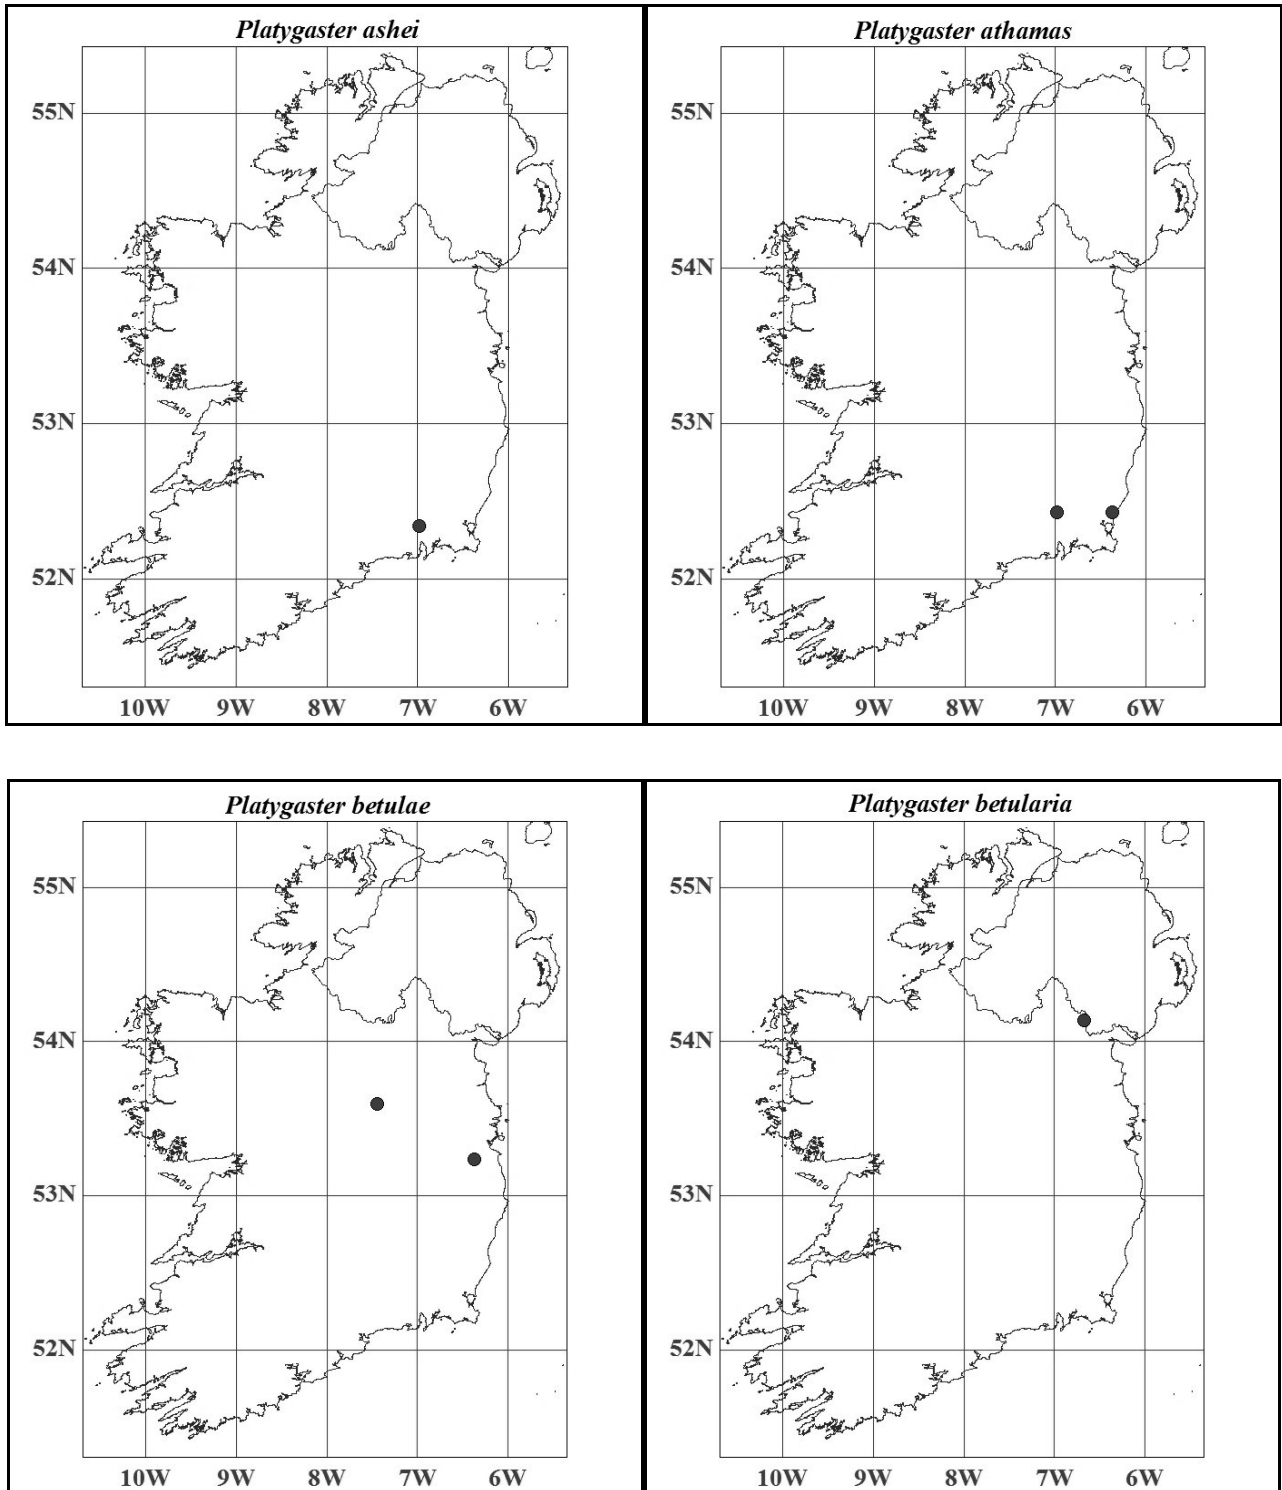 Platygaster ashei
55N
54N
53N
52N
10W 9W 8W 7W 6W
Platygaster athamas
55N
54N
53N
52N
10W 9W 8W 7W 6W
Platygaster betulae
55N
54N
53N
52N
10W 9W 8W 7W 6W
Platygaster betularia
55N
54N
53N
52N
10W 9W 8W 7W 6W